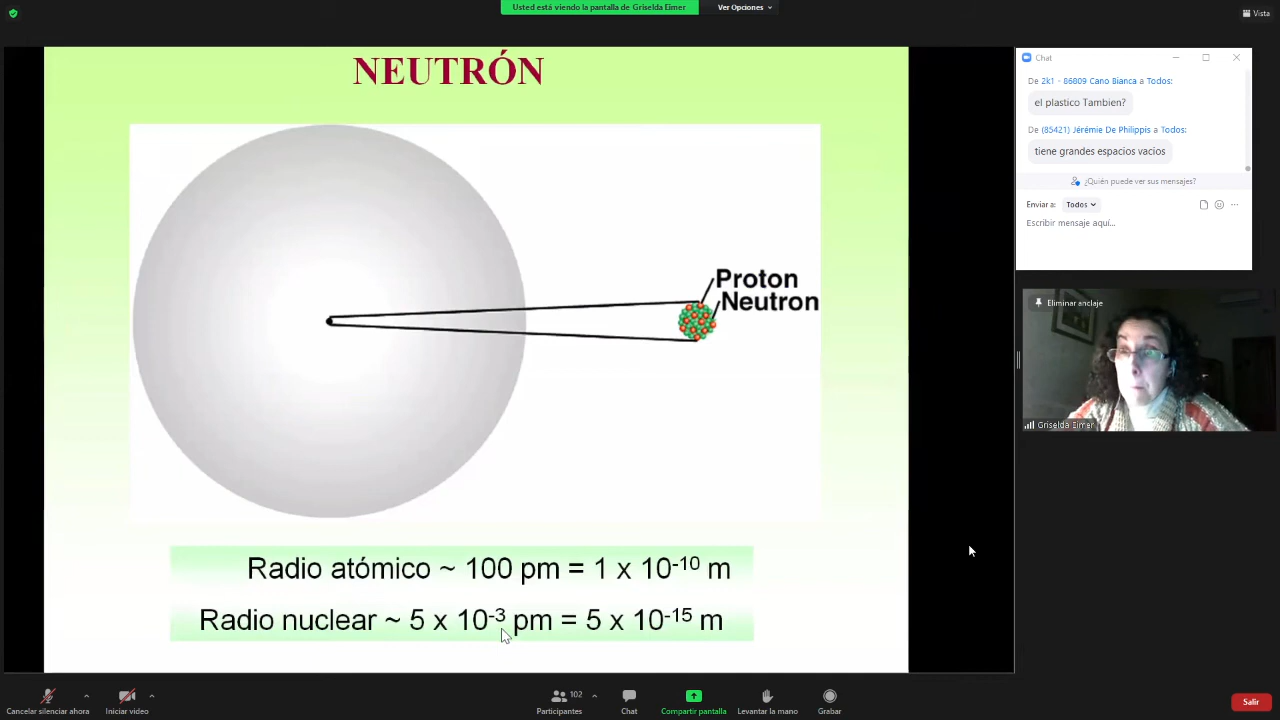 Usted está viendo la pantalla de Griselda Eimer
Ver Opciones
Vista
NEUTRÓN
Proton
Neutron
Radio atómico ~ 100 pm = 1 x 10⁻¹⁰ m
Radio nuclear ~ 5 x 10⁻³ pm = 5 x 10⁻¹⁵ m
Chat
De 2k1 - 86809 Cano Bianca a Todos:
el plastico Tambien?
De (85421) Jérémie De Philippis a Todos:
tiene grandes espacios vacios
¿Quién puede ver sus mensajes?
Enviar a: Todos
Escribir mensaje aquí...
Eliminar anclaje
Griselda Eimer
Cancelar silenciar ahora
Iniciar video
102
Participantes
Chat
Compartir pantalla
Levantar la mano
Grabar
Salir